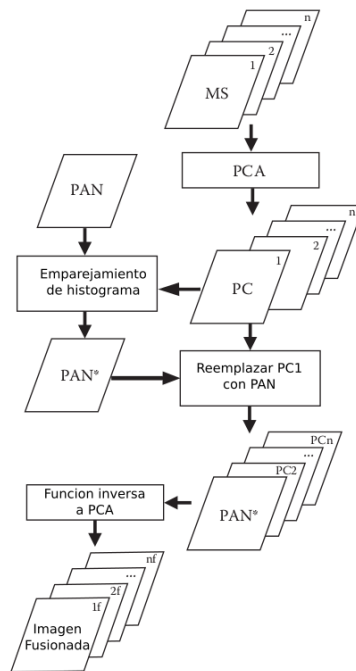 n
...
2
1
MS
PCA
PAN
n
...
2
1
PC
Emparejamiento
de histograma
PAN*
Reemplazar PC1
con PAN
PCn
...
PC2
PAN*
Funcion inversa
a PCA
nf
...
2f
1f
Imagen
Fusionada